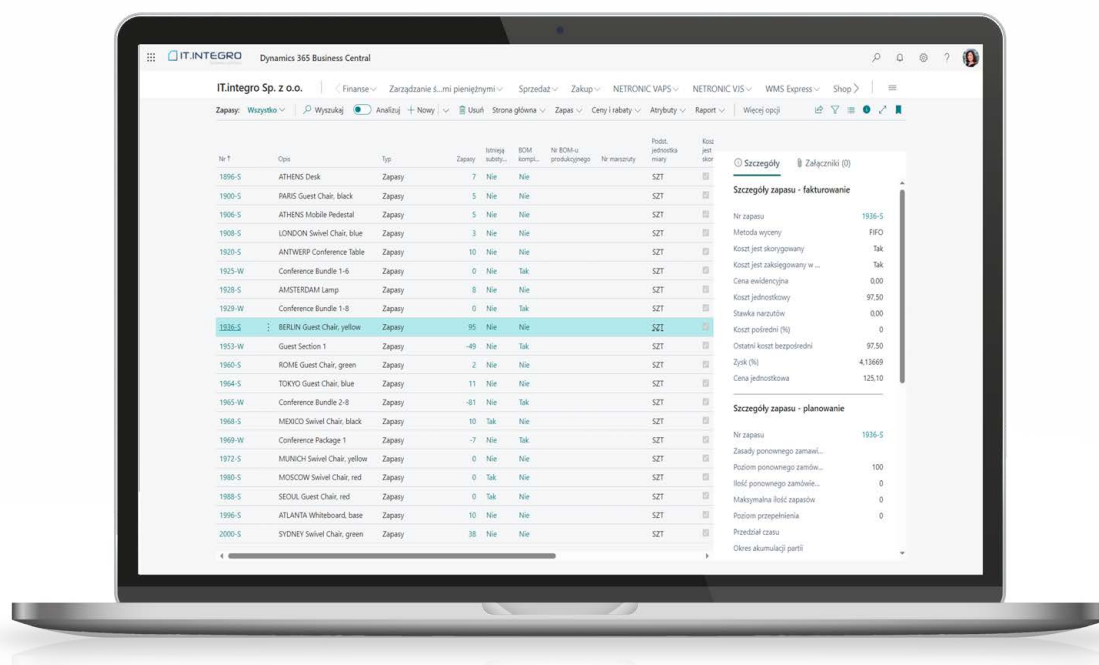 IT.INTEGRO Dynamics 365 Business Central ?
IT.integro Sp. z o.o. Finanse Zarządzanie ś...mi pieniężnymi Sprzedaż Zakup NETRONIC VAPS NETRONIC VJS WMS Express Shop
Zapasy: Wszystko Wyszukaj Analizuj + Nowy Usuń Strona główna Zapas Ceny i rabaty Atrybuty Raport Więcej opcji
Nr ↑ Opis Typ Zapasy Istnieją substy... BOM kompl... Nr BOM-u produkcyjnego Nr marszruty Podst. jednostka miary Kosz jest skor
1896-S ATHENS Desk Zapasy 7 Nie Nie SZT
1900-S PARIS Guest Chair, black Zapasy 5 Nie Nie SZT
1906-S ATHENS Mobile Pedestal Zapasy 5 Nie Nie SZT
1908-S LONDON Swivel Chair, blue Zapasy 3 Nie Nie SZT
1920-S ANTWERP Conference Table Zapasy 10 Nie Nie SZT
1925-W Conference Bundle 1-6 Zapasy 0 Nie Tak SZT
1928-S AMSTERDAM Lamp Zapasy 8 Nie Nie SZT
1929-W Conference Bundle 1-8 Zapasy 0 Nie Tak SZT
1936-S BERLIN Guest Chair, yellow Zapasy 95 Nie Nie SZT
1953-W Guest Section 1 Zapasy -49 Nie Tak SZT
1960-S ROME Guest Chair, green Zapasy 2 Nie Nie SZT
1964-S TOKYO Guest Chair, blue Zapasy 11 Nie Nie SZT
1965-W Conference Bundle 2-8 Zapasy -81 Nie Tak SZT
1968-S MEXICO Swivel Chair, black Zapasy 10 Tak Nie SZT
1969-W Conference Package 1 Zapasy -7 Nie Tak SZT
1972-S MUNICH Swivel Chair, yellow Zapasy 0 Nie Nie SZT
1980-S MOSCOW Swivel Chair, red Zapasy 0 Tak Nie SZT
1988-S SEOUL Guest Chair, red Zapasy 0 Tak Nie SZT
1996-S ATLANTA Whiteboard, base Zapasy 10 Nie Nie SZT
2000-S SYDNEY Swivel Chair, green Zapasy 38 Nie Nie SZT
Szczegóły Załączniki (0)
Szczegóły zapasu - fakturowanie
Nr zapasu 1936-S
Metoda wyceny FIFO
Koszt jest skorygowany Tak
Koszt jest zaksięgowany w ... Tak
Cena ewidencyjna 0,00
Koszt jednostkowy 97,50
Stawka narzutów 0,00
Koszt pośredni (%) 0
Ostatni koszt bezpośredni 97,50
Zysk (%) 4,13669
Cena jednostkowa 125,10
Szczegóły zapasu - planowanie
Nr zapasu 1936-S
Zasady ponownego zamawi...
Poziom ponownego zamów... 100
Ilość ponownego zamówie... 0
Maksymalna ilość zapasów 0
Poziom przepełnienia 0
Przedział czasu
Okres akumulacji partii